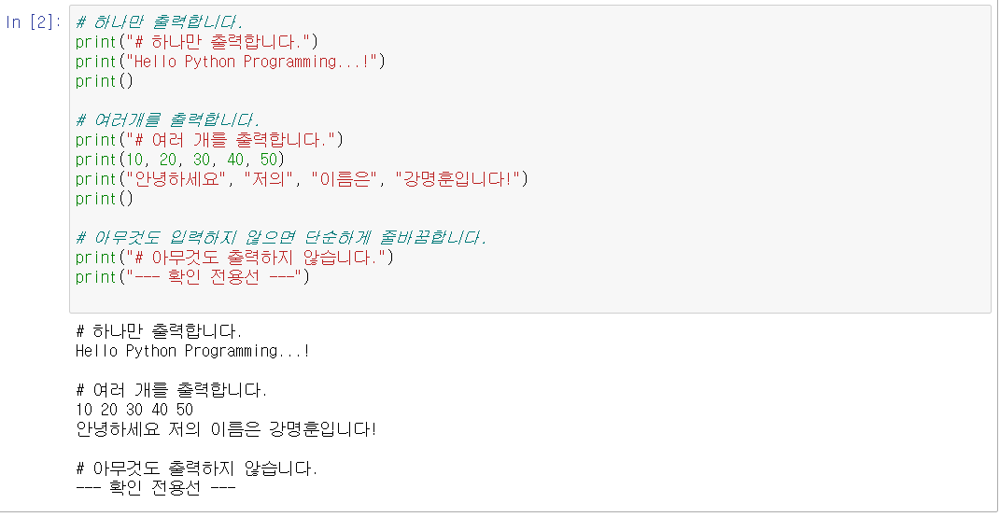 In [2]:
# 하나만 출력합니다.
print("# 하나만 출력합니다.")
print("Hello Python Programming...!")
print()
# 여러개를 출력합니다.
print("# 여러 개를 출력합니다.")
print(10, 20, 30, 40, 50)
print("안녕하세요", "저의", "이름은", "강명훈입니다!")
print()
# 아무것도 입력하지 않으면 단순하게 줄바꿈합니다.
print("# 아무것도 출력하지 않습니다.")
print("--- 확인 전용선 ---")
# 하나만 출력합니다.
Hello Python Programming...!
# 여러 개를 출력합니다.
10 20 30 40 50
안녕하세요 저의 이름은 강명훈입니다!
# 아무것도 출력하지 않습니다.
--- 확인 전용선 ---